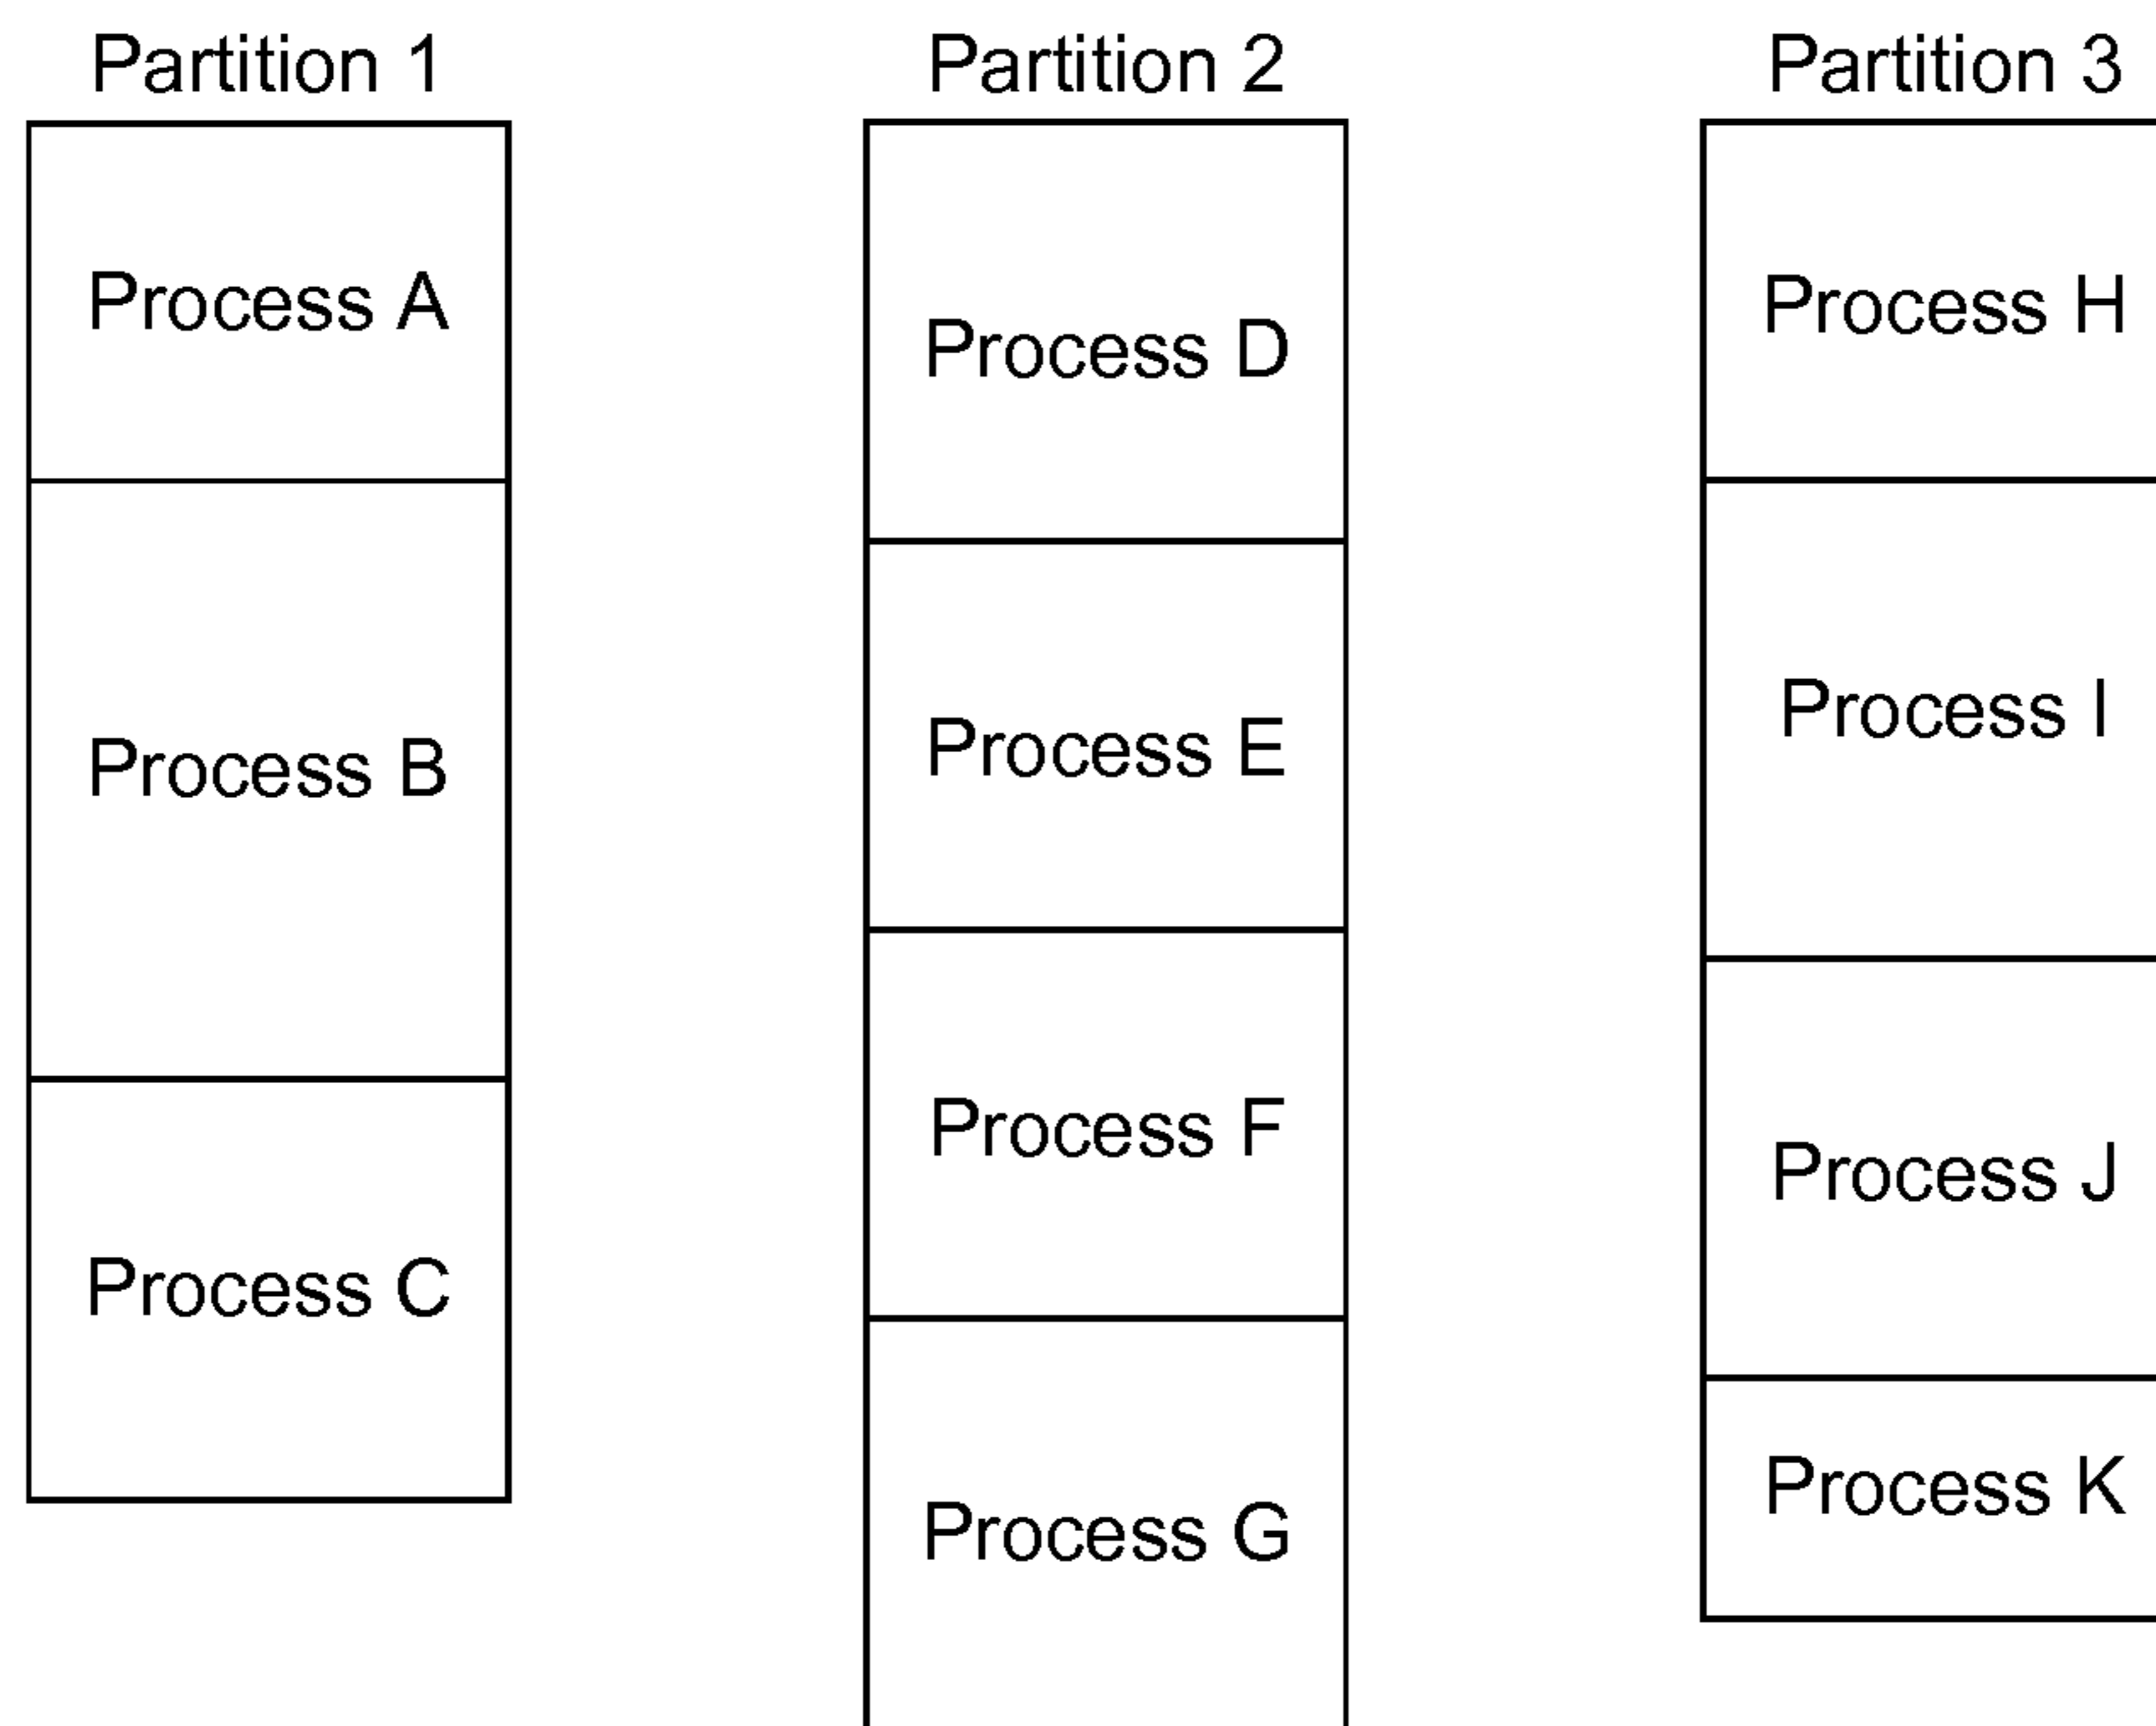 Partition 1
Process A
Process B
Process C
Partition 2
Process D
Process E
Process F
Process G
Partition 3
Process H
Process I
Process J
Process K